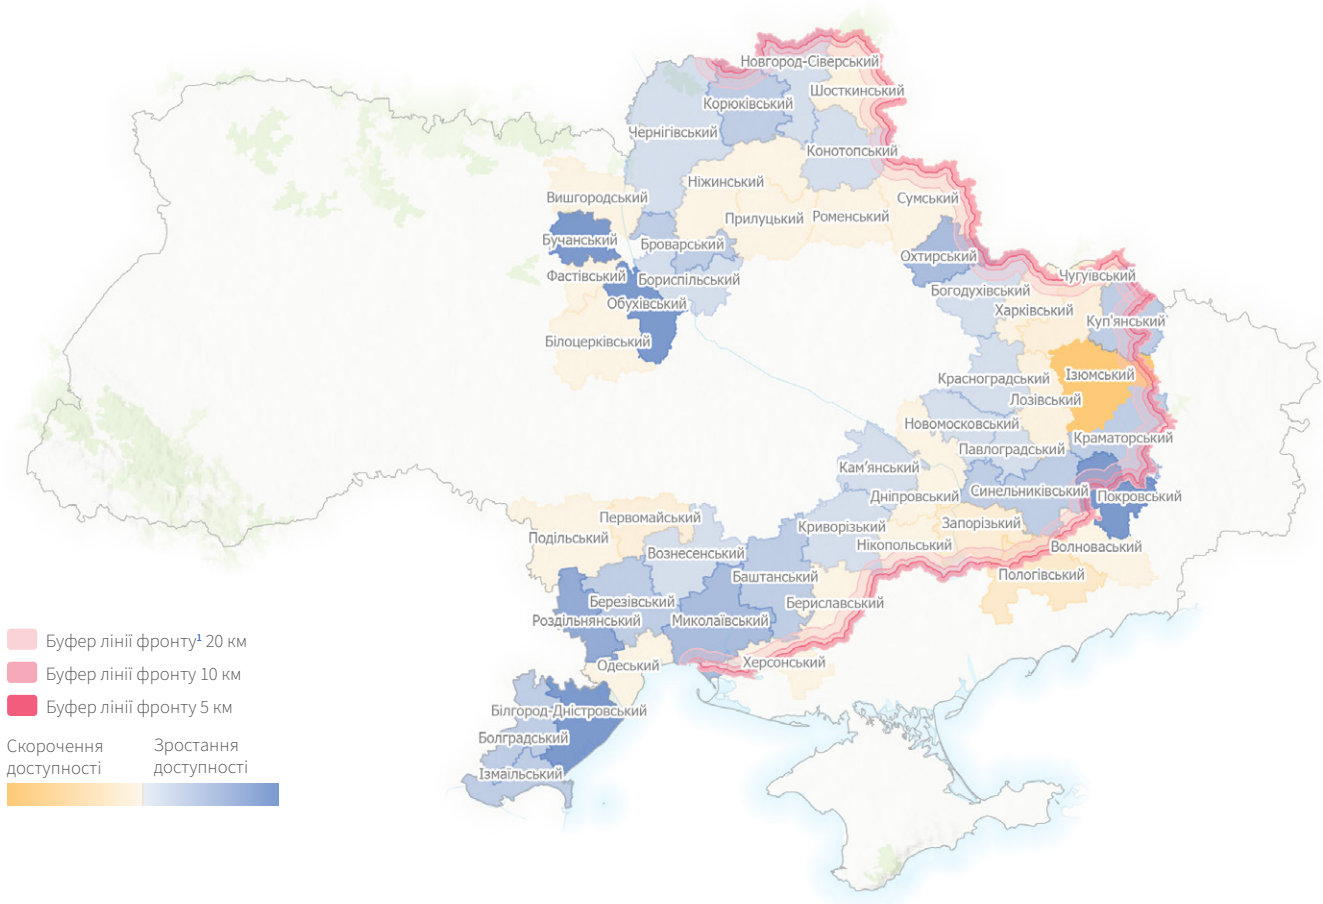 Новгород-Сіверський
Шосткинський
Корюківський
Чернігівський
Конотопський
Ніжинський
Вишгородський
Сумський
Прилуцький
Роменський
Бучанський
Броварський
Охтирський
Фастівський
Бориспільський
Чугуївський
Богодухівський
Обухівський
Харківський
Куп'янський
Білоцерківський
Ізюмський
Красноградський
Лозівський
Новомосковський
Краматорський
Павлоградський
Кам'янський
Синельниківський
Дніпровський
Покровський
Первомайський
Запорізький
Криворізький
Подільський
Нікопольський
Волноваський
Вознесенський
Баштанський
Пологівський
Березівський
Бериславський
Роздільнянський
Миколаївський
Одеський
Херсонський
Білгород-Дністровський
Болградський
Ізмаїльський
Буфер лінії фронту¹ 20 км
Буфер лінії фронту 10 км
Буфер лінії фронту 5 км
Скорочення
доступності
Зростання
доступності